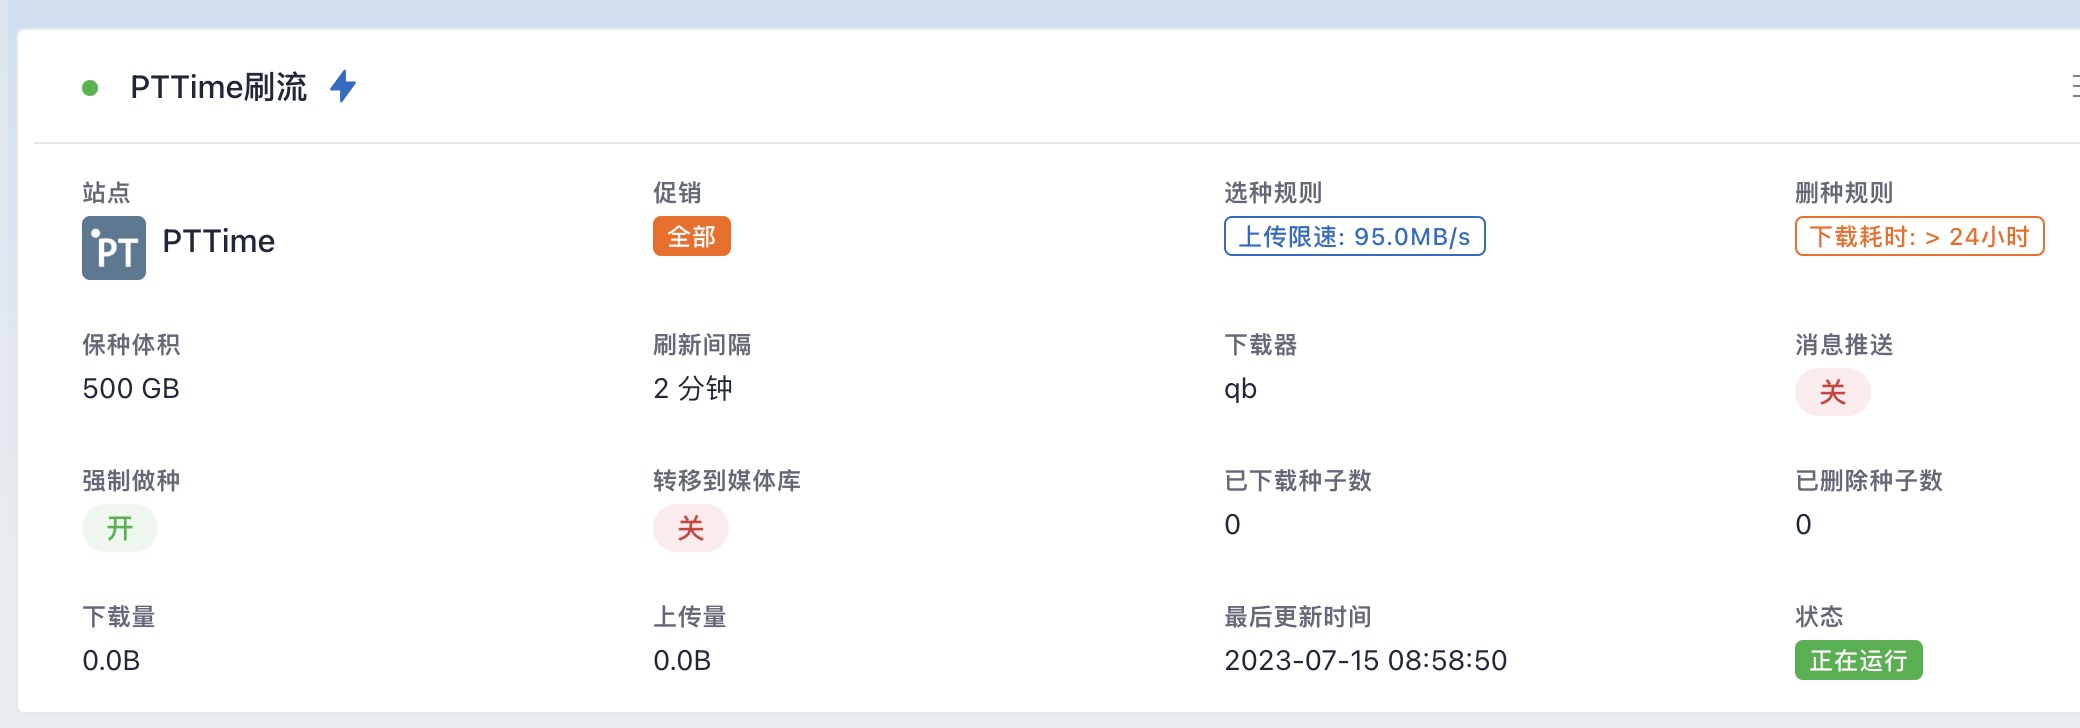 PTTime刷流
站点 促销 选种规则 删种规则
PT PTTime 全部 上传限速: 95.0MB/s 下载耗时: > 24小时
保种体积 刷新间隔 下载器 消息推送
500 GB 2 分钟 qb 关
强制做种 转移到媒体库 已下载种子数 已删除种子数
开 关 0 0
下载量 上传量 最后更新时间 状态
0.0B 0.0B 2023-07-15 08:58:50 正在运行